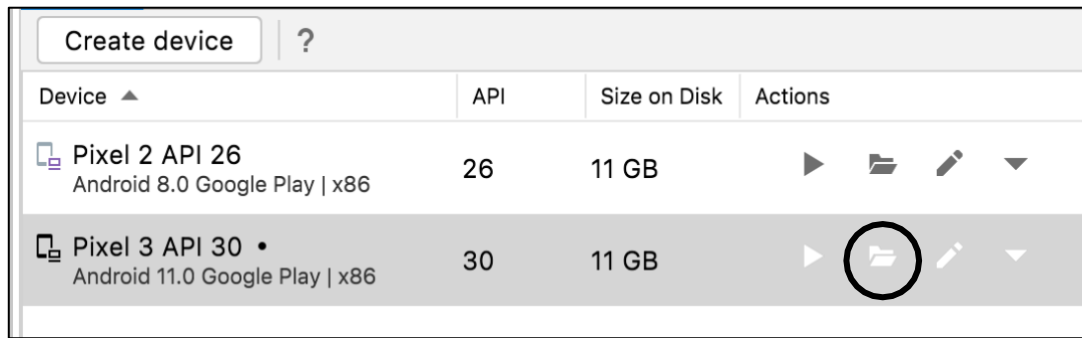 Create device ?
Device API Size on Disk Actions
Pixel 2 API 26
Android 8.0 Google Play | x86
26 11 GB
Pixel 3 API 30 •
Android 11.0 Google Play | x86
30 11 GB